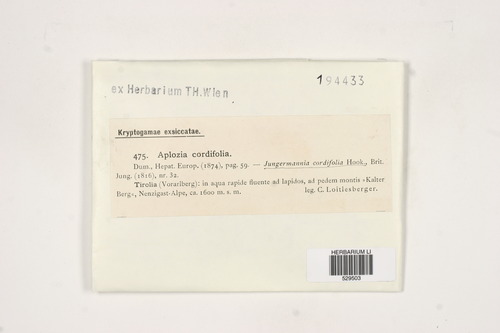 ex Herbarium TH.Wien
194433
Kryptogamae exsiccatae.
475. Aplozia cordifolia.
Dum., Hepat. Europ. (1874), pag. 59. — Jungermannia cordifolia Hook., Brit.
Jung. (1816), nr. 32.
Tirolia (Vorarlberg): in aqua rapide fluente ad lapidos, ad pedem montis »Kalter
Berg«, Nenzigast-Alpe, ca. 1600 m. s. m.
leg. C. Loitlesberger.
HERBARIUM LI
529503